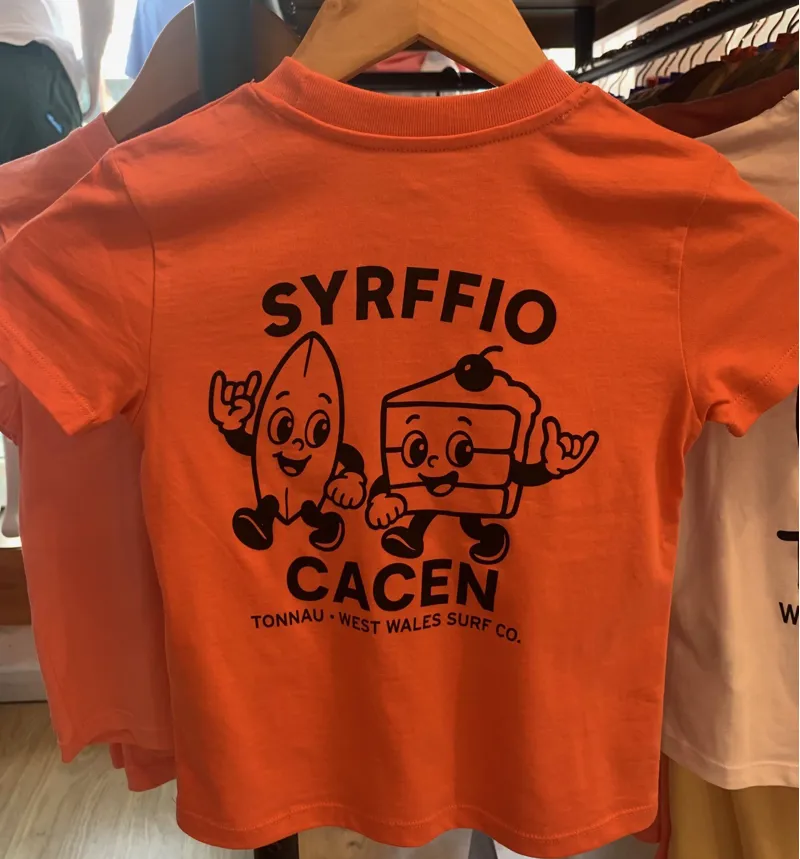 SYRFFIO
CACEN
TONNAU · WEST WALES SURF CO.